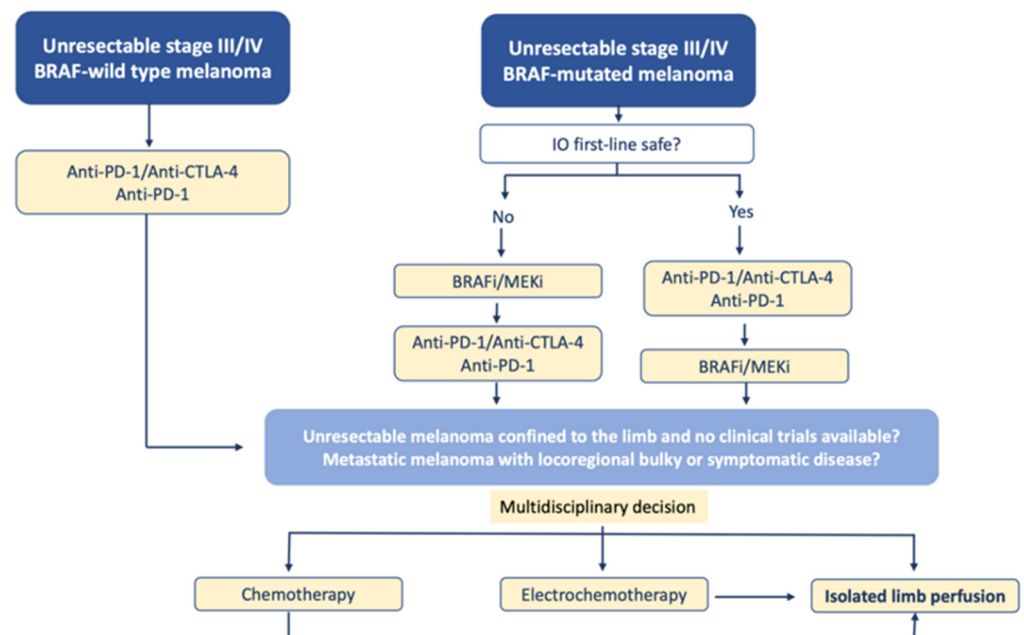 Unresectable stage III/IV
BRAF-wild type melanoma
Unresectable stage III/IV
BRAF-mutated melanoma
IO first-line safe?
Anti-PD-1/Anti-CTLA-4
Anti-PD-1
No
Yes
BRAFi/MEKi
Anti-PD-1/Anti-CTLA-4
Anti-PD-1
Anti-PD-1/Anti-CTLA-4
Anti-PD-1
BRAFi/MEKi
Unresectable melanoma confined to the limb and no clinical trials available?
Metastatic melanoma with locoregional bulky or symptomatic disease?
Multidisciplinary decision
Chemotherapy
Electrochemotherapy
Isolated limb perfusion